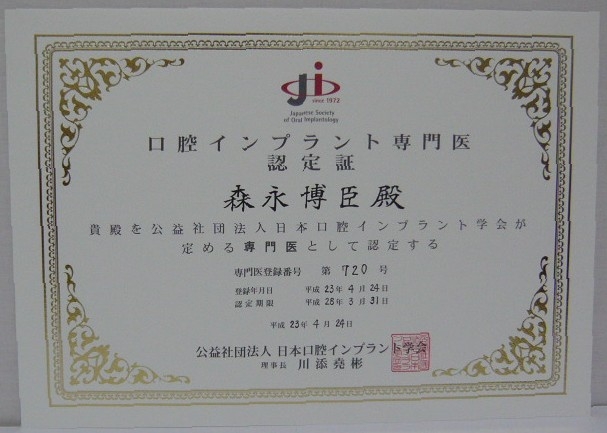 Ji
since 1972
Japanese Society
of Oral Implantology
口腔インプラント専門医
認定証
森永博臣殿
貴殿を公益社団法人日本口腔インプラント学会が
定める専門医として認定する
専門医登録番号 第 720 号
登録年月日 平成 23年 4月 24日
認定期限 平成 28年 3月 31日
平成 23年 4月 24日
公益社団法人 日本口腔インプラント学会
理事長 川添堯彬